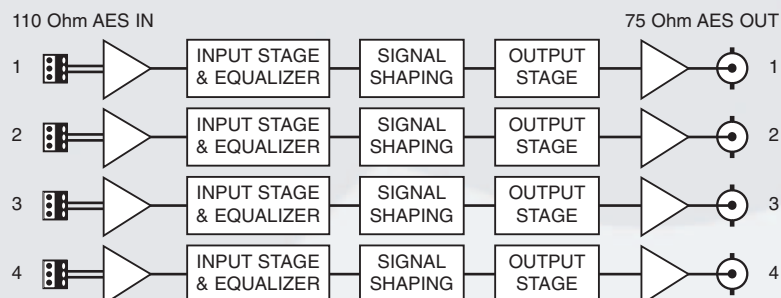 110 Ohm AES IN 75 Ohm AES OUT
1 INPUT STAGE SIGNAL OUTPUT 1
& EQUALIZER SHAPING STAGE
2 INPUT STAGE SIGNAL OUTPUT 2
& EQUALIZER SHAPING STAGE
3 INPUT STAGE SIGNAL OUTPUT 3
& EQUALIZER SHAPING STAGE
4 INPUT STAGE SIGNAL OUTPUT 4
& EQUALIZER SHAPING STAGE